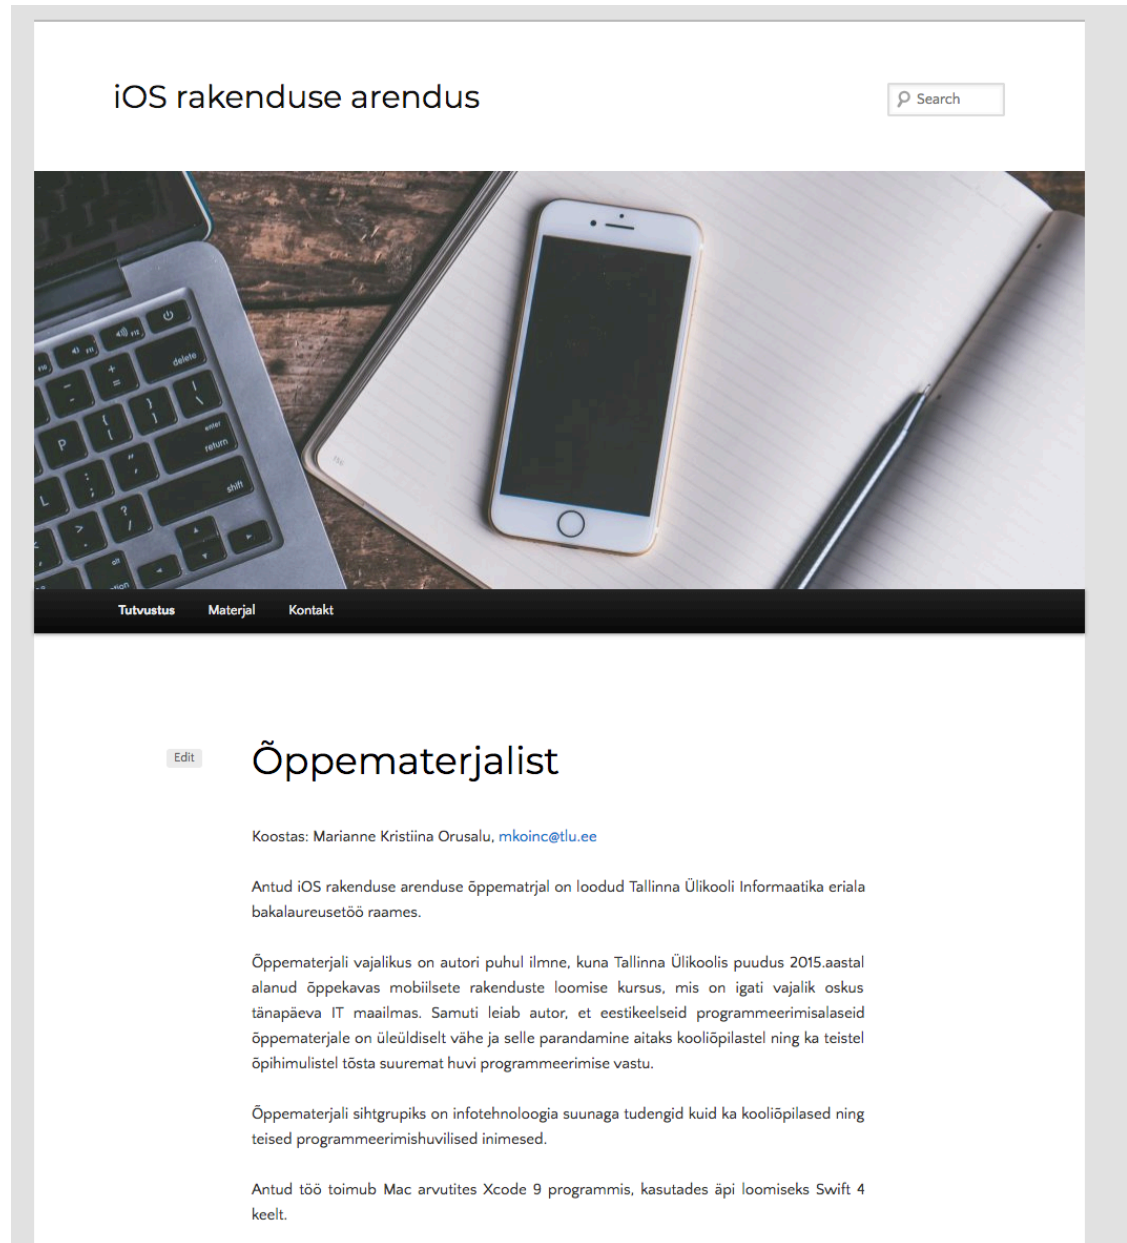 iOS rakenduse arendus
Search
delete
enter
return
shift
alt
P
L
Tutvustus Materjal Kontakt
Edit
Õppematerjalist
Koostas: Marianne Kristiina Orusalu, mkoinc@tlu.ee
Antud iOS rakenduse arenduse õppematrjal on loodud Tallinna Ülikooli Informaatika eriala
bakalaureusetöö raames.
Õppematerjali vajalikus on autori puhul ilmne, kuna Tallinna Ülikoolis puudus 2015.aastal
alanud õppekavas mobiilsete rakenduste loomise kursus, mis on igati vajalik oskus
tänapäeva IT maailmas. Samuti leiab autor, et eestikeelseid programmeerimisalaseid
õppematerjale on üleüldiselt vähe ja selle parandamine aitaks kooliõpilastel ning ka teistel
õpihimulistel tõsta suuremat huvi programmeerimise vastu.
Õppematerjali sihtgrupiks on infotehnoloogia suunaga tudengid kuid ka kooliõpilased ning
teised programmeerimishuvilised inimesed.
Antud töö toimub Mac arvutites Xcode 9 programmis, kasutades äpi loomiseks Swift 4
keelt.